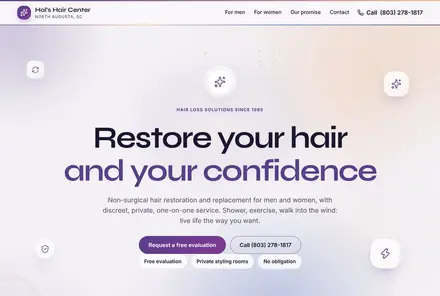 Hal's Hair Center
NORTH AUGUSTA, SC
For men
For women
Our promise
Contact
Call (803) 278-1817
HAIR LOSS SOLUTIONS SINCE 1985
Restore your hair
and your confidence
Non-surgical hair restoration and replacement for men and women, with
discreet, private, one-on-one service. Shower, exercise, walk into the wind:
live life the way you want.
Request a free evaluation
Call (803) 278-1817
Free evaluation
Private styling rooms
No obligation